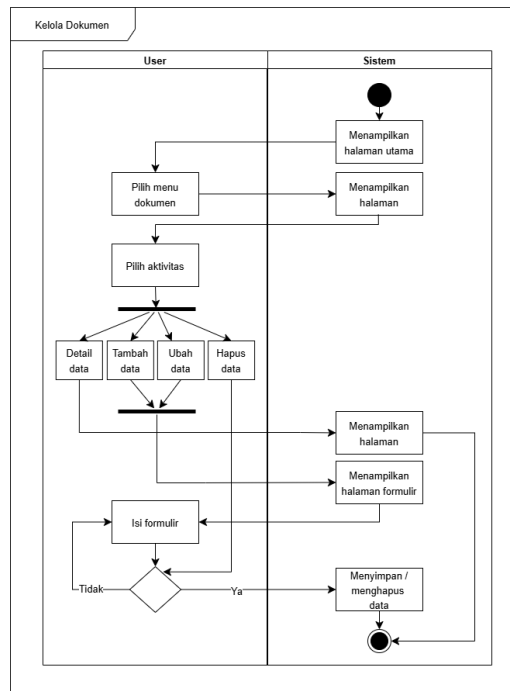 Kelola Dokumen
User
Sistem
Menampilkan
halaman utama
Pilih menu
dokumen
Menampilkan
halaman
Pilih aktivitas
Detail
data
Tambah
data
Ubah
data
Hapus
data
Menampilkan
halaman
Menampilkan
halaman formulir
Isi formulir
Tidak
Ya
Menyimpan /
menghapus
data